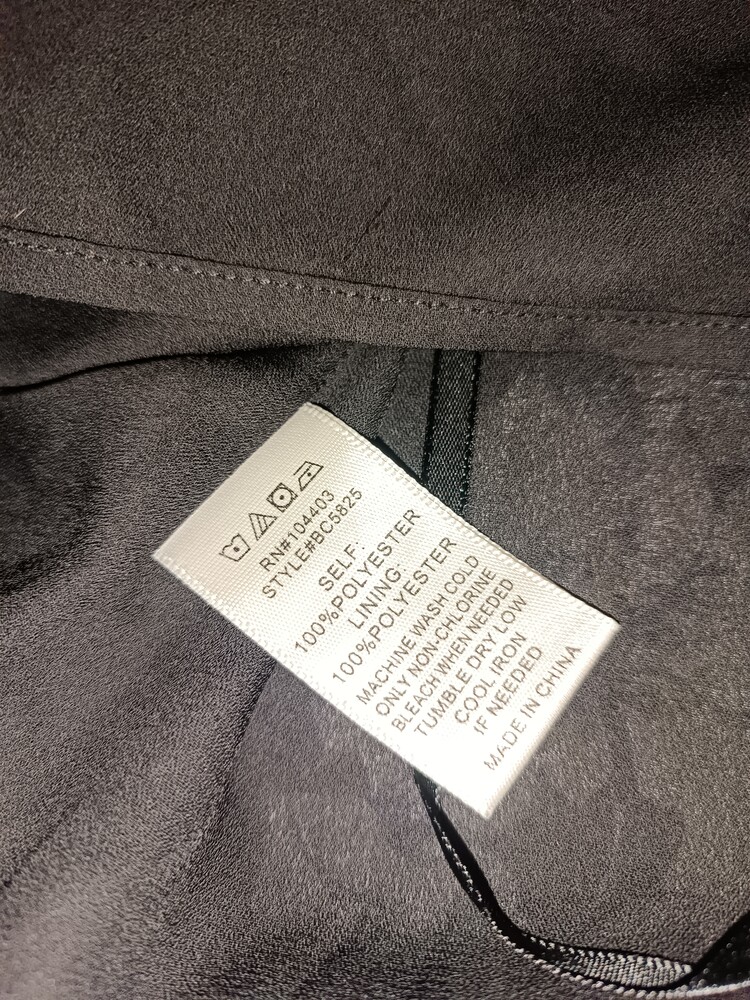 RN#104403
STYLE#BC5825
SELF:
100%POLYESTER
LINING:
100%POLYESTER
MACHINE WASH COLD
ONLY NON-CHLORINE
BLEACH WHEN NEEDED
TUMBLE DRY LOW
COOL IRON
IF NEEDED
MADE IN CHINA